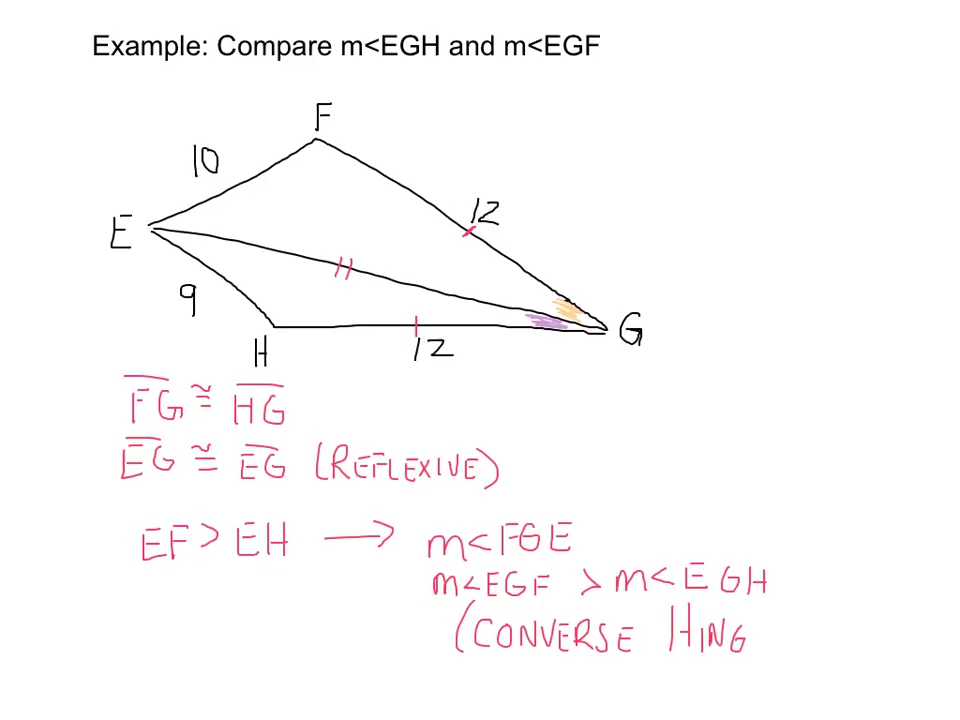 Example: Compare m<EGH and m<EGF
F
10
12
E
9
G
H
12
FG ≅ HG
EG ≅ EG (REFLEXIVE)
EF > EH → m<FGE
m<EGF > m<EGH
(CONVERSE HING